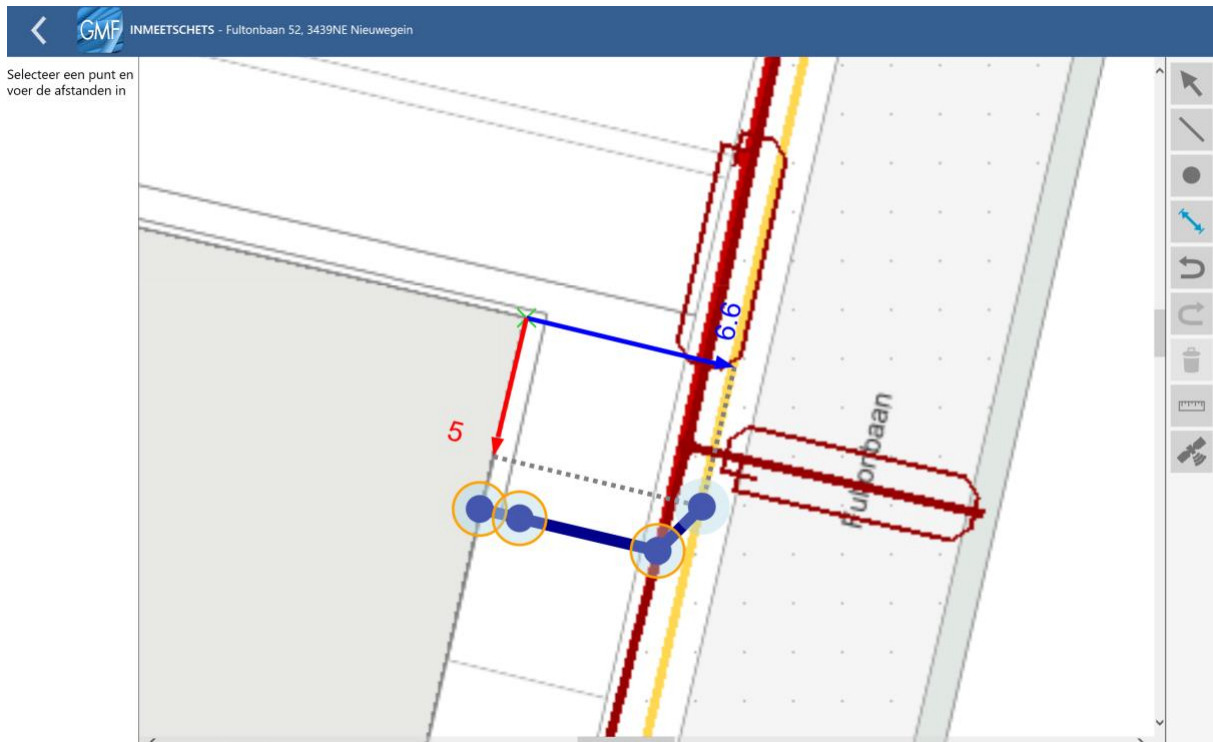 GMF INMEETSCHETS - Fultonbaan 52, 3439NE Nieuwegein
Selecteer een punt en
voer de afstanden in
6.6
5
Fultonbaan